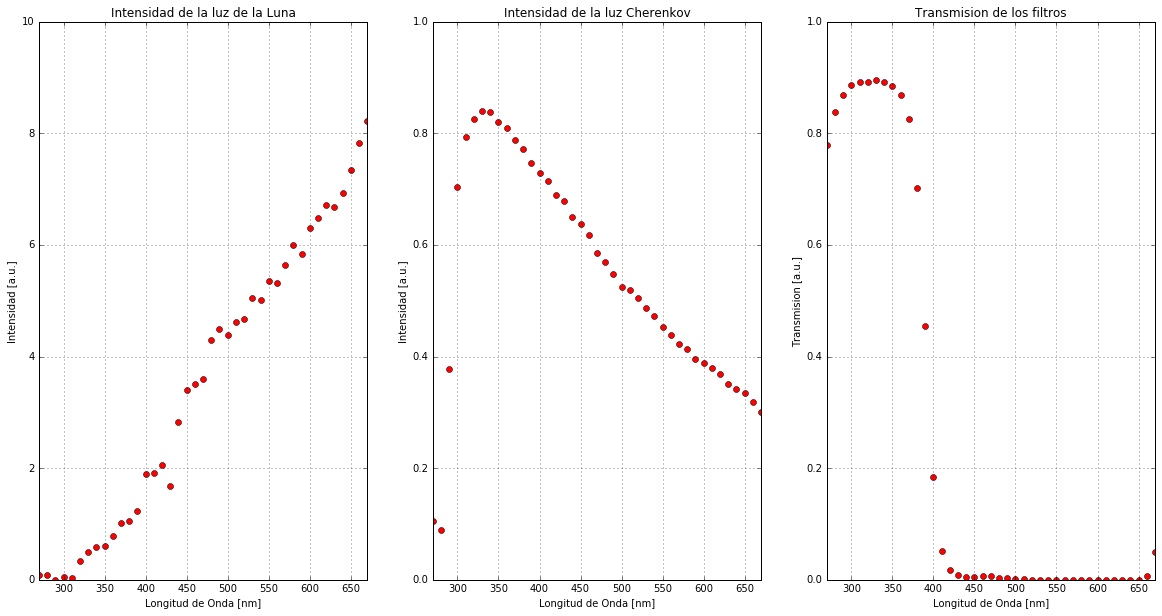 Intensidad de la luz de la Luna
10
8
6
4
2
0
300 350 400 450 500 550 600 650
Intensidad [a.u.]
Longitud de Onda [nm]
Intensidad de la luz Cherenkov
1.0
0.8
0.6
0.4
0.2
0.0
300 350 400 450 500 550 600 650
Intensidad [a.u.]
Longitud de Onda [nm]
Transmision de los filtros
1.0
0.8
0.6
0.4
0.2
0.0
300 350 400 450 500 550 600 650
Transmision [a.u.]
Longitud de Onda [nm]